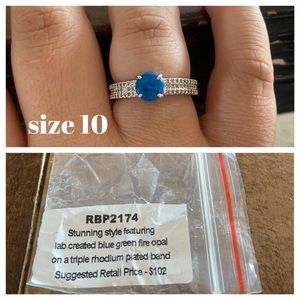 size 10
RBP2174
Stunning style featuring
lab created blue green fire opal
on a triple rhodium plated band
Suggested Retail Price - $102